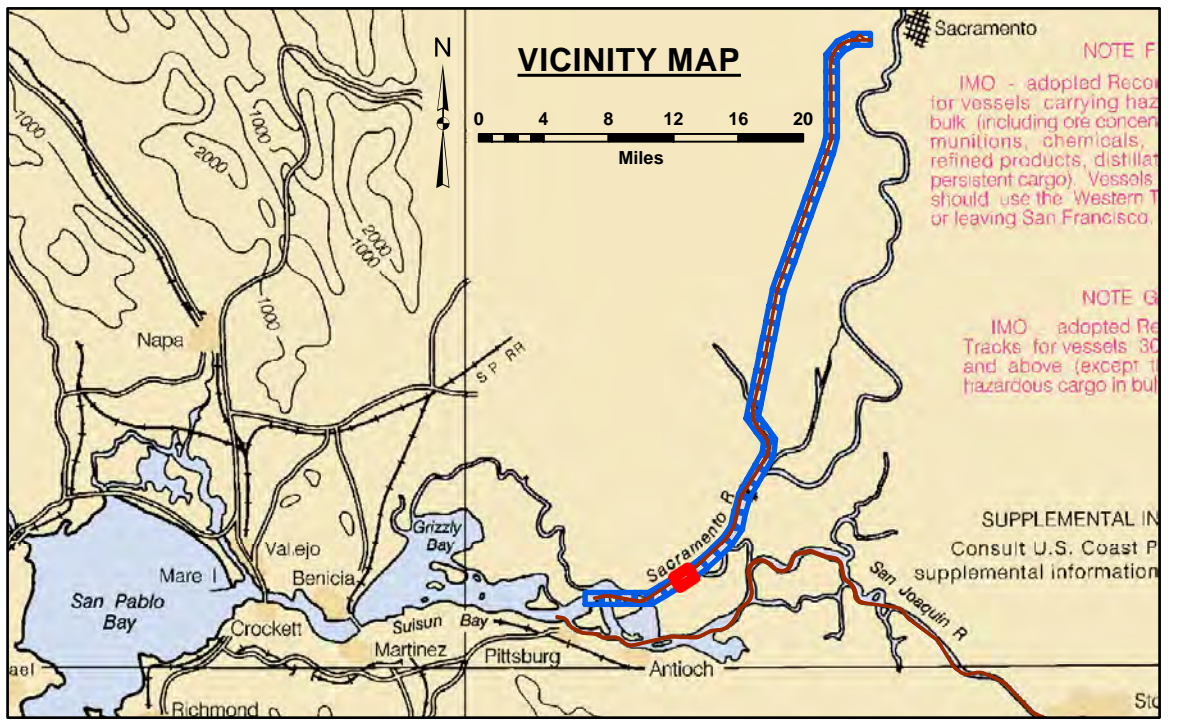 VICINITY MAP
N
0 4 8 12 16 20
Miles
Sacramento
NOTE F
IMO - adopted Recor
for vessels carrying haz
bulk (including ore concen
munitions, chemicals,
refined products, distillat
persistent cargo). Vessels
should use the Western T
or leaving San Francisco.
1000
1000
2000
2000
1000
1000
NOTE G
IMO - adopted Re
Tracks for vessels 30
and above (except t
hazardous cargo in bul
Napa
S P RR
Sacramento R
Grizzly
Bay
SUPPLEMENTAL IN
Consult U.S. Coast P
supplemental information
Vallejo
Mare I
Benicia
San Pablo
Bay
Crockett
Suisun Bay
Martinez
Pittsburg
Antioch
San Joaquin R
ael
Richmond
Sto